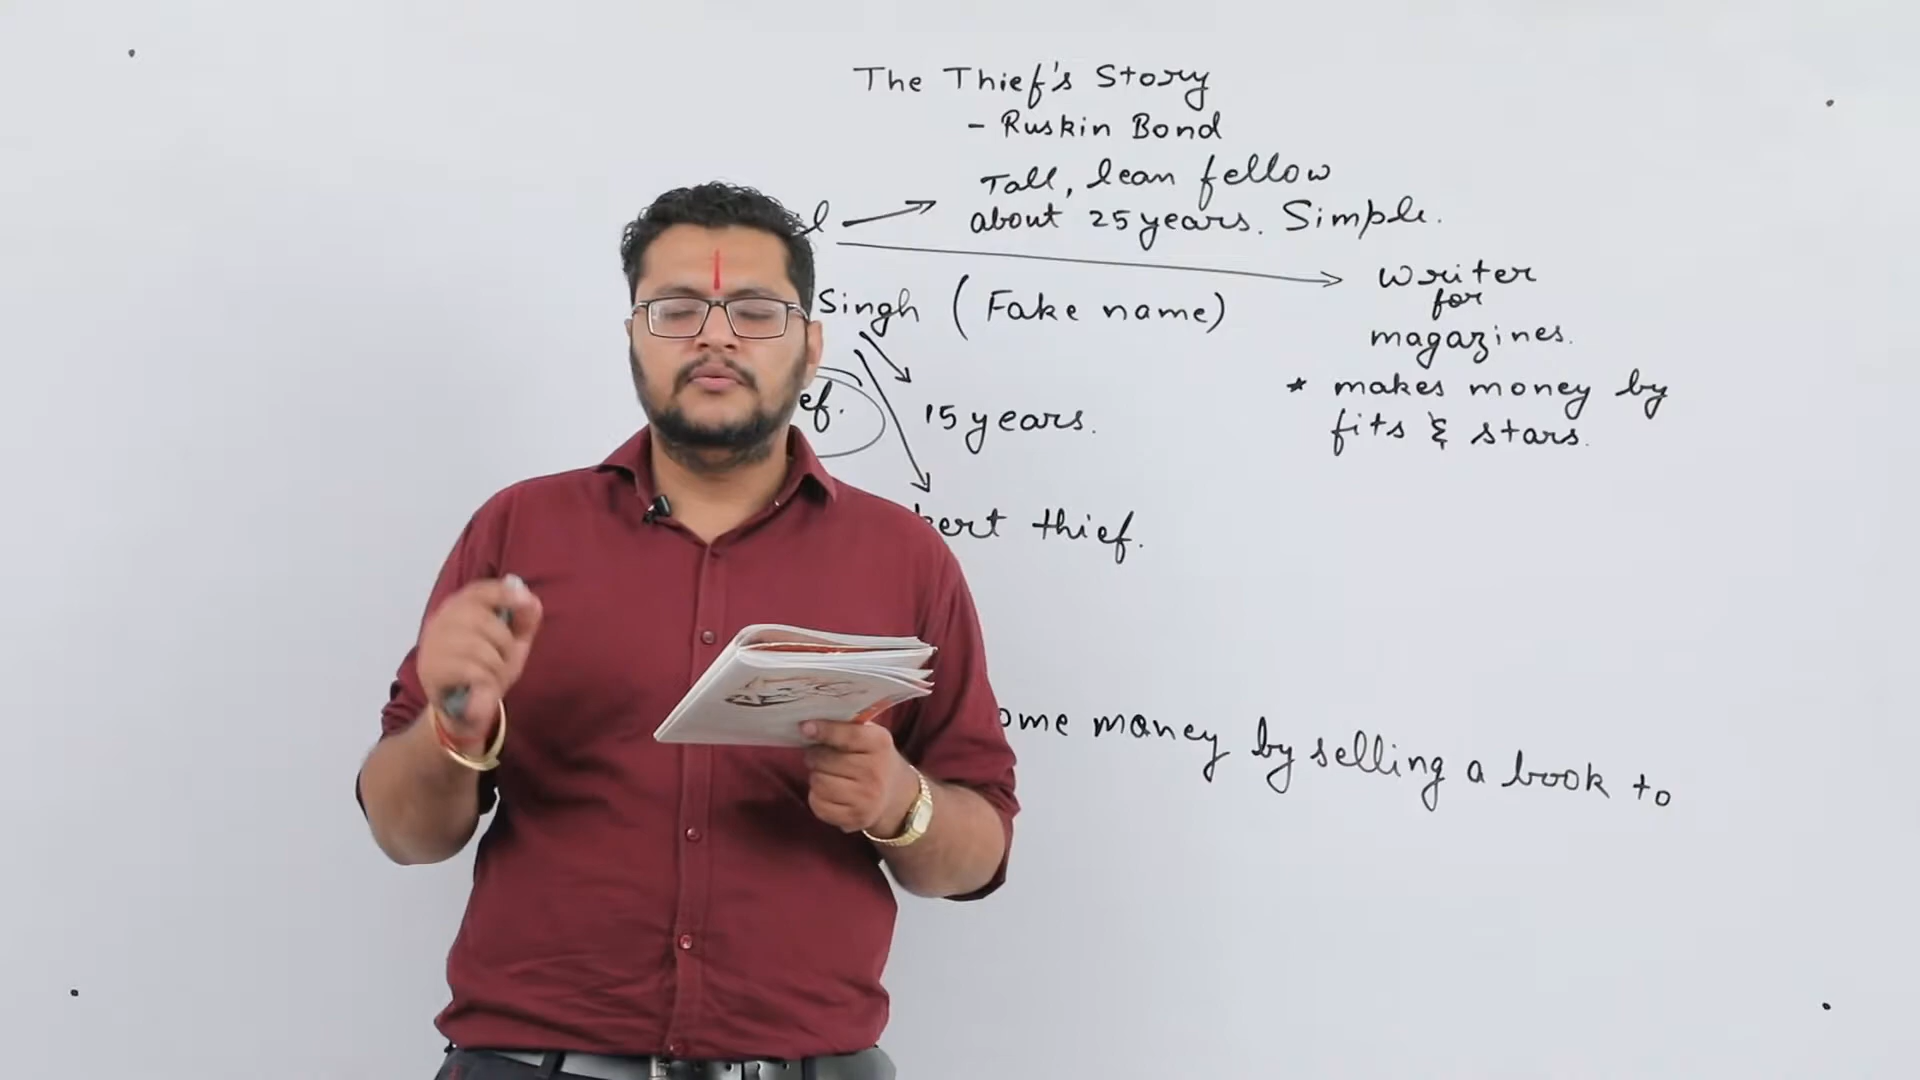 The Thief's Story
- Ruskin Bond
Tall, lean fellow
about 25 years. Simple.
writer
for
magazines.
Singh (Fake name)
* makes money by
fits & stars.
15 years.
thief.
money by selling a book to